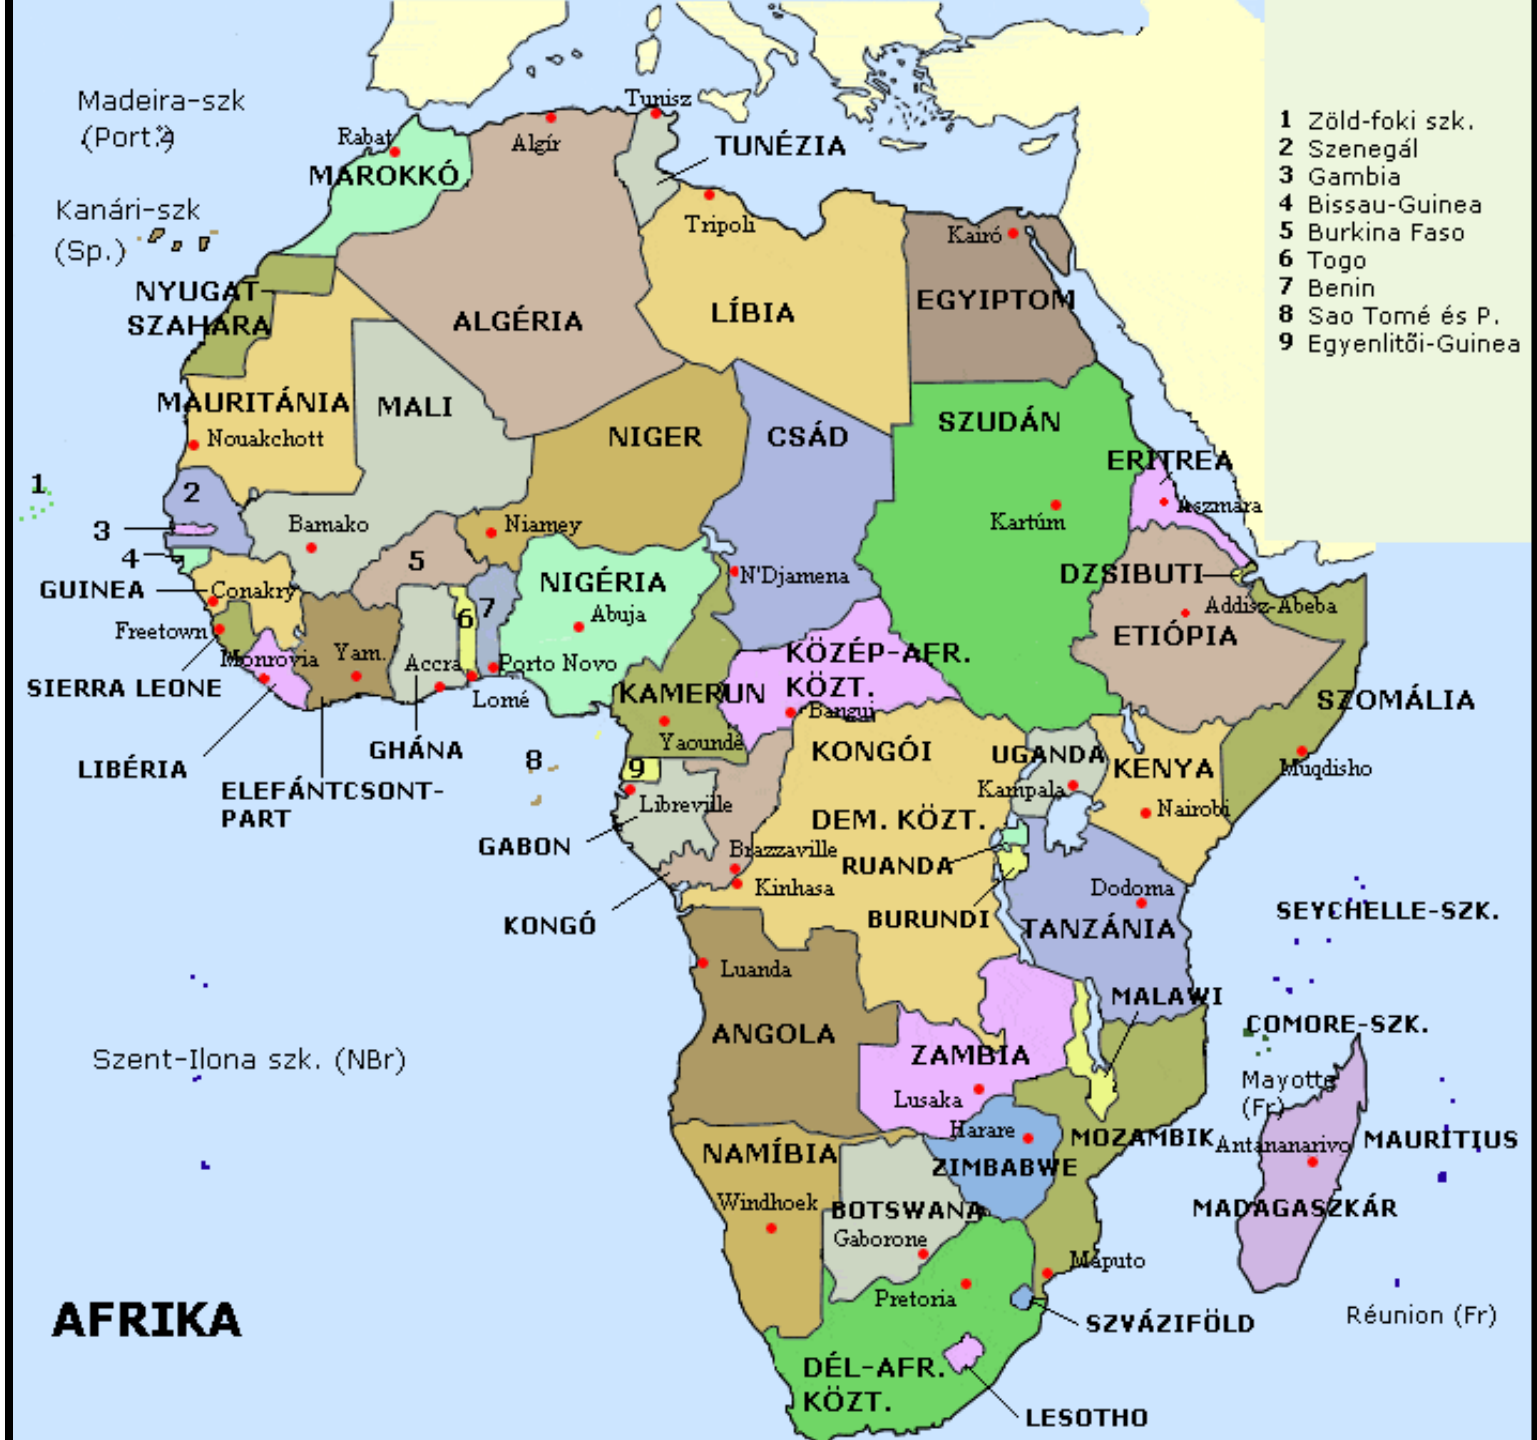 Madeira-szk
(Port.)
Kanári-szk
(Sp.)
1 Zöld-foki szk.
2 Szenegál
3 Gambia
4 Bissau-Guinea
5 Burkina Faso
6 Togo
7 Benin
8 Sao Tomé és P.
9 Egyenlitõi-Guinea
Tunisz
Rabat
Algír
TUNÉZIA
MAROKKÓ
Tripoli
Kairó
NYUGAT
SZAHARA
ALGÉRIA
LÍBIA
EGYIPTOM
MAURITÁNIA
MALI
NIGER
CSÁD
SZUDÁN
Nouakchott
ERITREA
1
2
Aszmara
3
Bamako
Niamey
Kartúm
4
5
GUINEA
Conakry
NIGÉRIA
N'Djamena
DZSIBUTI
Addisz-Abeba
6
7
Abuja
Freetown
ETIÓPIA
Monrovia
Yam.
Accra
Porto Novo
KÖZÉP-AFR.
KÖZT.
SIERRA LEONE
Lomé
KAMERUN
Bangui
SZOMÁLIA
Yaoundé
GHÁNA
KONGÓI
DEM. KÖZT.
UGANDA
KENYA
Muqdisho
LIBÉRIA
8
9
ELEFÁNTCSONT-
PART
Libreville
Kampala
Nairobi
GABON
Brazzaville
RUANDA
Kinhasa
Dodoma
KONGÓ
BURUNDI
TANZÁNIA
SEYCHELLE-SZK.
Luanda
MALAWI
ANGOLA
COMORE-SZK.
Szent-Ilona szk. (NBr)
ZAMBIA
Mayotte
(Fr)
Lusaka
Harare
MOZAMBIK
Antananarivo
MAURITIUS
NAMÍBIA
ZIMBABWE
Windhoek
BOTSWANA
MADAGASZKÁR
Gaborone
Maputo
Pretoria
AFRIKA
SZVÁZIFÖLD
Réunion (Fr)
DÉL-AFR.
KÖZT.
LESOTHO